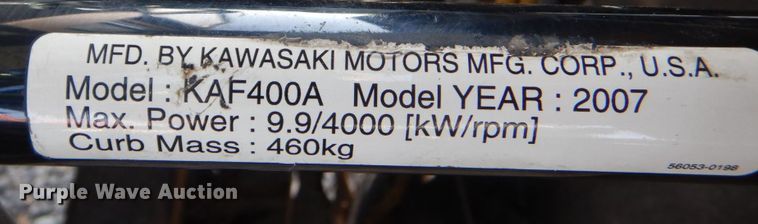 MFD. BY KAWASAKI MOTORS MFG. CORP., U.S.A.
Model : KAF400A Model YEAR : 2007
Max. Power : 9.9/4000 [kW/rpm]
Curb Mass : 460kg
56053-0198
Purple Wave Auction